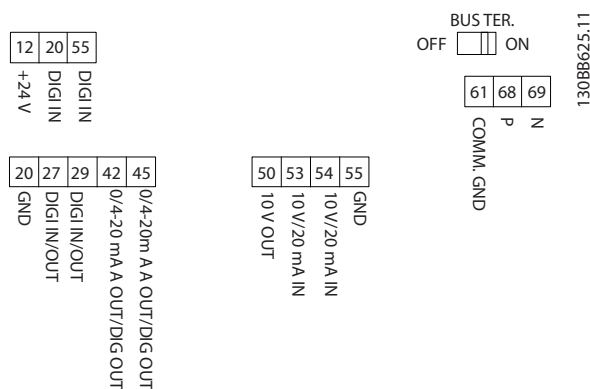 BUS TER.
OFF ON
130BB625.11
12 20 55
+24 V
DIGI IN
DIGI IN
61 68 69
COMM. GND
P
N
20 27 29 42 45
GND
DIGI IN/OUT
DIGI IN/OUT
0/4-20 mA A OUT/DIG OUT
0/4-20m A A OUT/DIG OUT
50 53 54 55
10 V OUT
10 V/20 mA IN
10 V/20 mA IN
GND